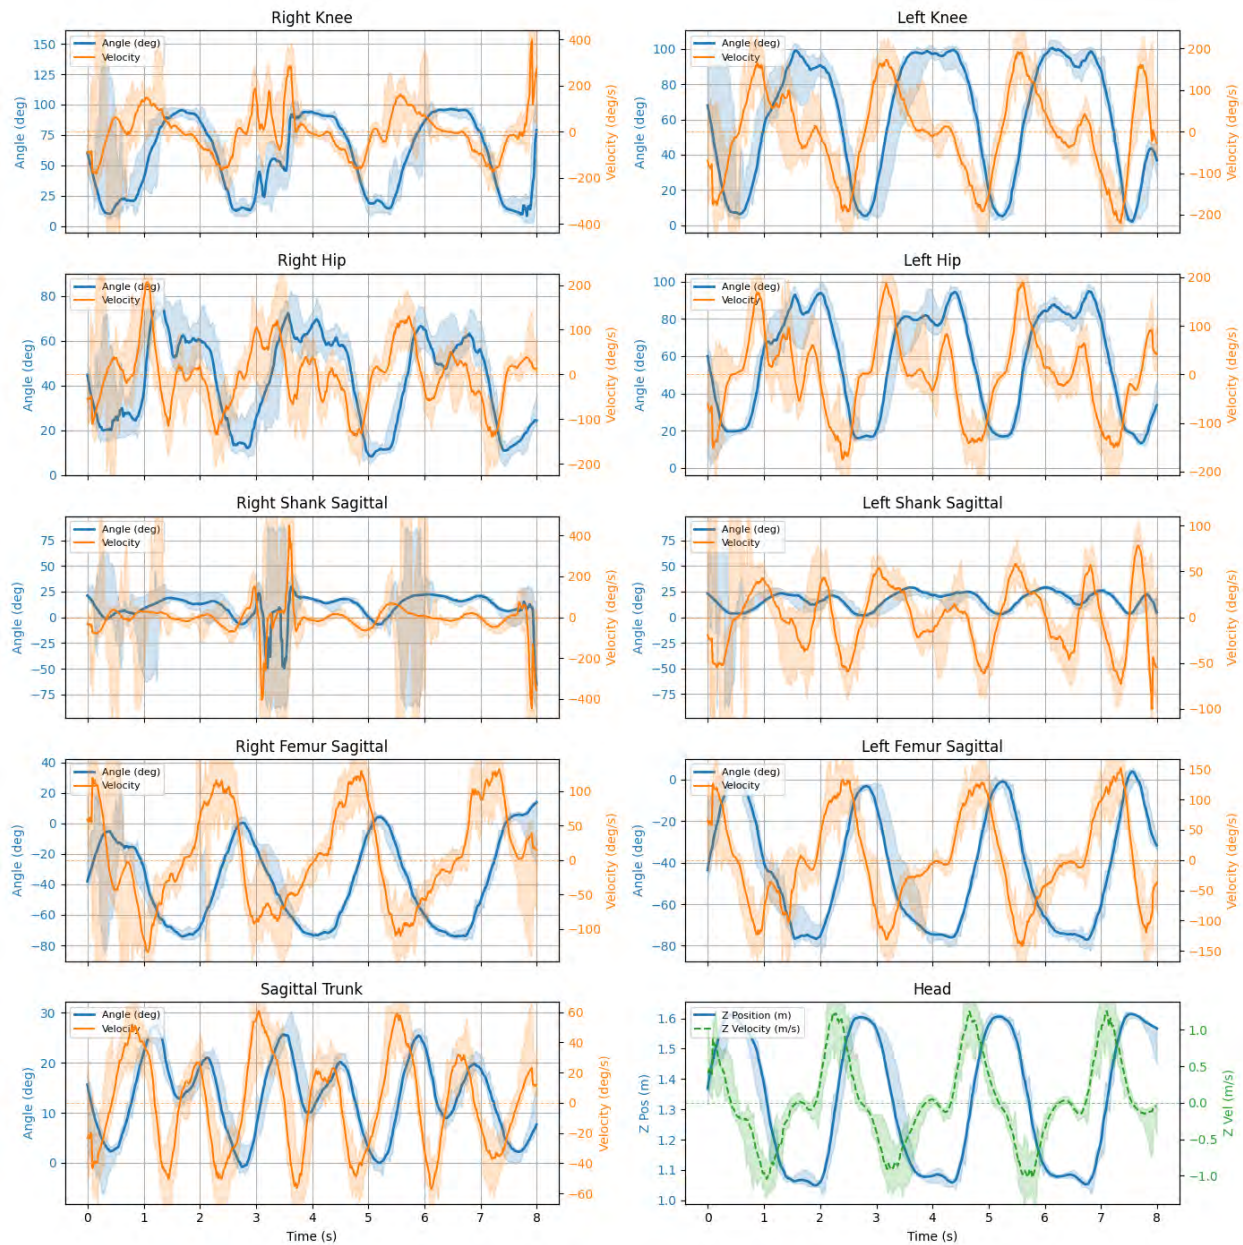 Right Knee
Angle (deg)
Velocity
150
125
100
75
50
25
0
Angle (deg)
400
200
0
−200
−400
Velocity (deg/s)
Left Knee
Angle (deg)
Velocity
100
80
60
40
20
0
Angle (deg)
200
100
0
−100
−200
Velocity (deg/s)
Right Hip
Angle (deg)
Velocity
80
60
40
20
0
Angle (deg)
200
100
0
−100
−200
Velocity (deg/s)
Left Hip
Angle (deg)
Velocity
100
80
60
40
20
0
Angle (deg)
200
100
0
−100
−200
Velocity (deg/s)
Right Shank Sagittal
Angle (deg)
Velocity
75
50
25
0
−25
−50
−75
Angle (deg)
400
200
0
−200
−400
Velocity (deg/s)
Left Shank Sagittal
Angle (deg)
Velocity
75
50
25
0
−25
−50
−75
Angle (deg)
100
50
0
−50
−100
Velocity (deg/s)
Right Femur Sagittal
Angle (deg)
Velocity
40
20
0
−20
−40
−60
−80
Angle (deg)
100
50
0
−50
−100
Velocity (deg/s)
Left Femur Sagittal
Angle (deg)
Velocity
0
−20
−40
−60
−80
Angle (deg)
150
100
50
0
−50
−100
−150
Velocity (deg/s)
Sagittal Trunk
Angle (deg)
Velocity
30
20
10
0
Angle (deg)
60
40
20
0
−20
−40
−60
Velocity (deg/s)
0 1 2 3 4 5 6 7 8
Time (s)
Head
Z Position (m)
Z Velocity (m/s)
1.6
1.5
1.4
1.3
1.2
1.1
1.0
Z Pos (m)
1.0
0.5
0.0
−0.5
−1.0
Z Vel (m/s)
0 1 2 3 4 5 6 7 8
Time (s)